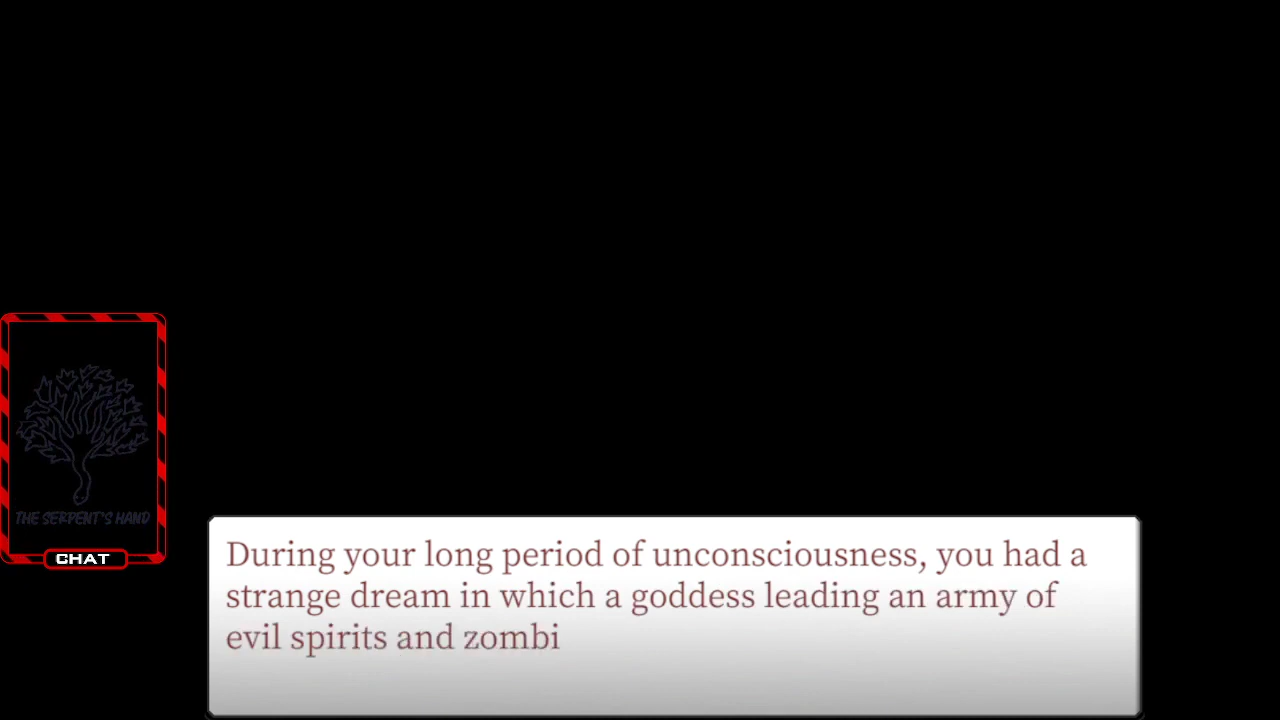 THE SERPENT'S HAND
CHAT
During your long period of unconsciousness, you had a
strange dream in which a goddess leading an army of
evil spirits and zombi